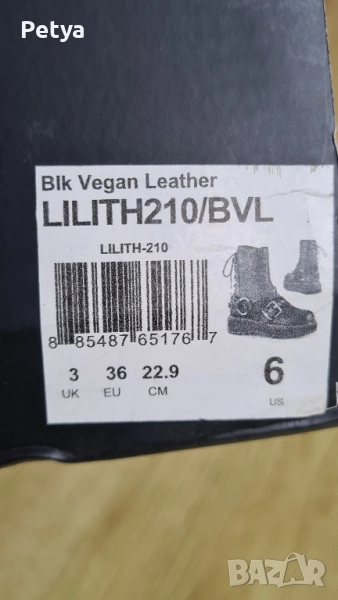 Petya
Blk Vegan Leather
LILITH210/BVL
LILITH-210
8 85487 65176 7
3 36 22.9 6
UK EU CM US
BAZAR